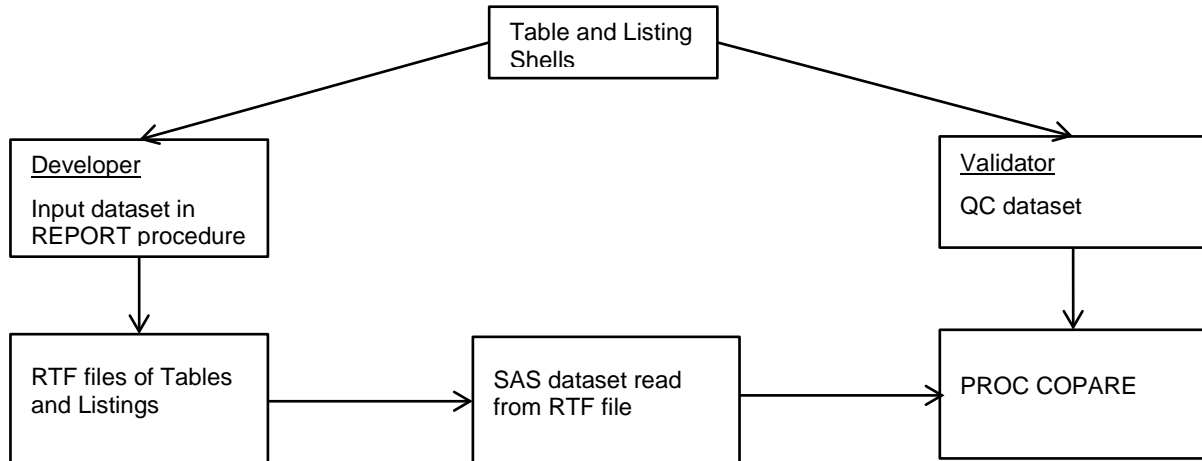 Table and Listing
Shells
Developer
Input dataset in
REPORT procedure
Validator
QC dataset
RTF files of Tables
and Listings
SAS dataset read
from RTF file
PROC COPARE